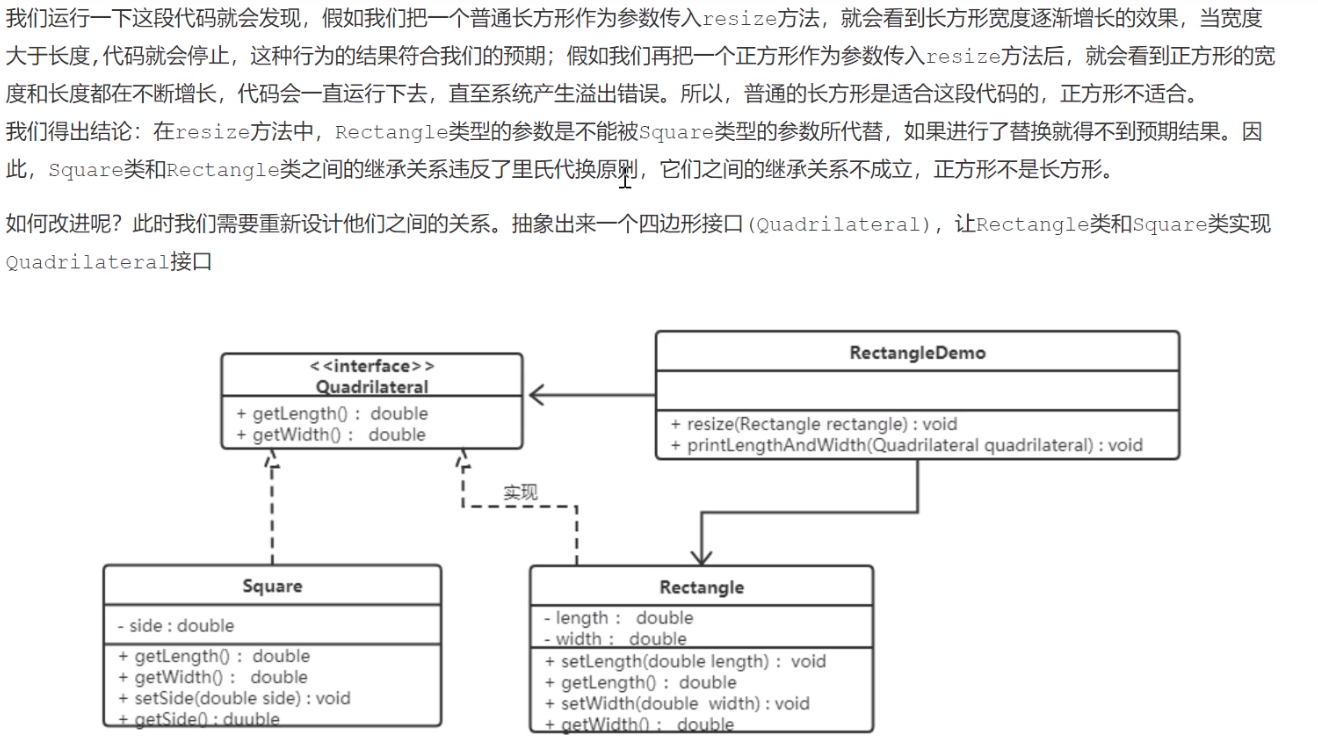 我们运行一下这段代码就会发现，假如我们把一个普通长方形作为参数传入resize方法，就会看到长方形宽度逐渐增长的效果，当宽度
大于长度,代码就会停止，这种行为的结果符合我们的预期；假如我们再把一个正方形作为参数传入resize方法后，就会看到正方形的宽
度和长度都在不断增长，代码会一直运行下去，直至系统产生溢出错误。所以，普通的长方形是适合这段代码的，正方形不适合。
我们得出结论：在resize方法中，Rectangle类型的参数是不能被Square类型的参数所代替，如果进行了替换就得不到预期结果。因
此，Square类和Rectangle类之间的继承关系违反了里氏代换原则，它们之间的继承关系不成立，正方形不是长方形。
如何改进呢？此时我们需要重新设计他们之间的关系。抽象出来一个四边形接口(Quadrilateral)，让Rectangle类和Square类实现
Quadrilateral接口
<<interface>>
Quadrilateral
+ getLength() : double
+ getWidth() : double
RectangleDemo
+ resize(Rectangle rectangle) : void
+ printLengthAndWidth(Quadrilateral quadrilateral) : void
实现
Square
- side : double
+ getLength() : double
+ getWidth() : double
+ setSide(double side) : void
+ getSide() : duuble
Rectangle
- length : double
- width : double
+ setLength(double length) : void
+ getLength() : double
+ setWidth(double width) : void
+ getWidth() : double